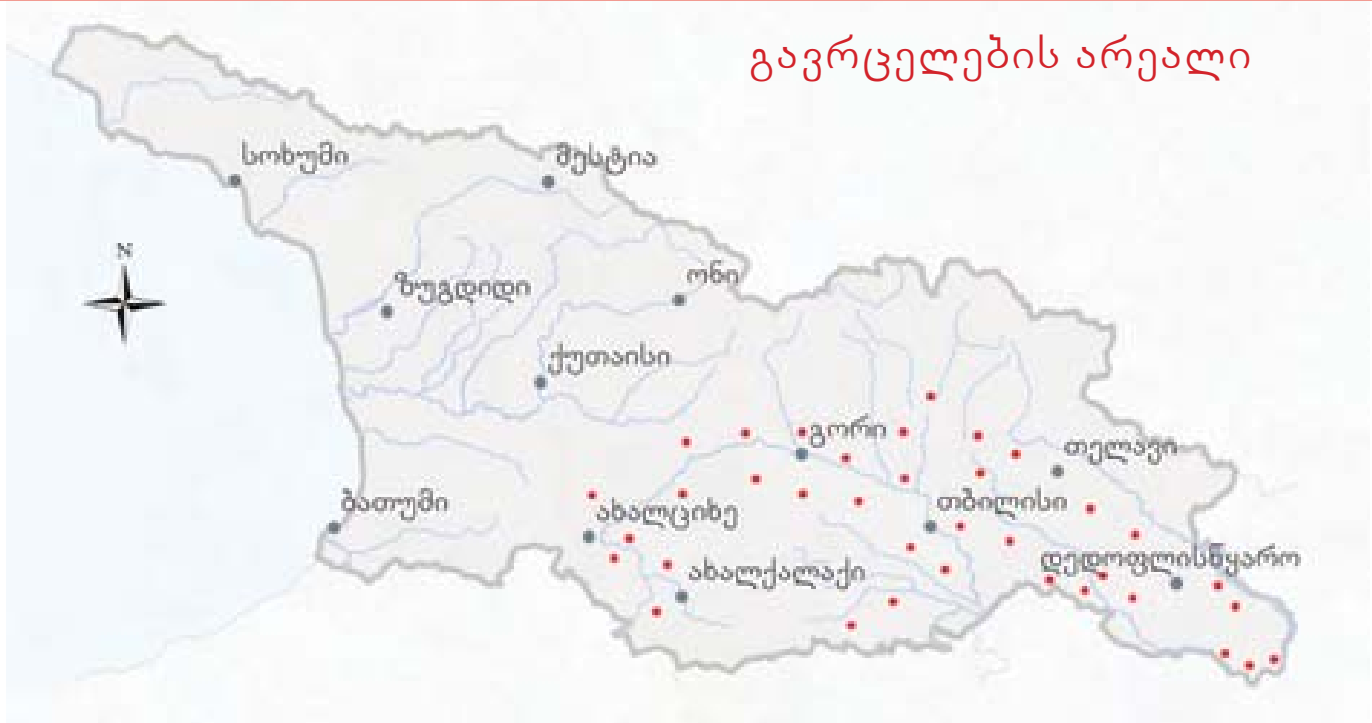 გავრცელების არეალი
სოხუმი
მესტია
N
ზუგდიდი
ონი
ქუთაისი
გორი
თელავი
ბათუმი
ახალციხე
თბილისი
დედოფლისწყარო
ახალქალაქი